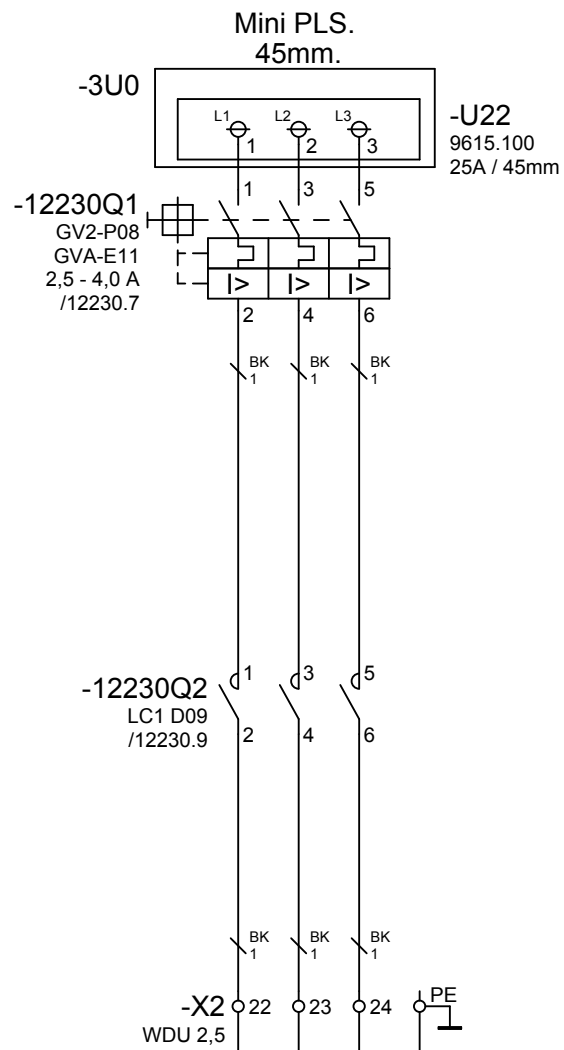 Mini PLS.
45mm.
-3U0
L1 L2 L3
1 2 3
-U22
9615.100
25A / 45mm
1 3 5
-12230Q1
GV2-P08
GVA-E11
2,5 - 4,0 A
/12230.7
I> I> I>
2 4 6
BK BK BK
1 1 1
1 3 5
-12230Q2
LC1 D09
/12230.9
2 4 6
BK BK BK
1 1 1
-X2 22 23 24 PE
WDU 2,5